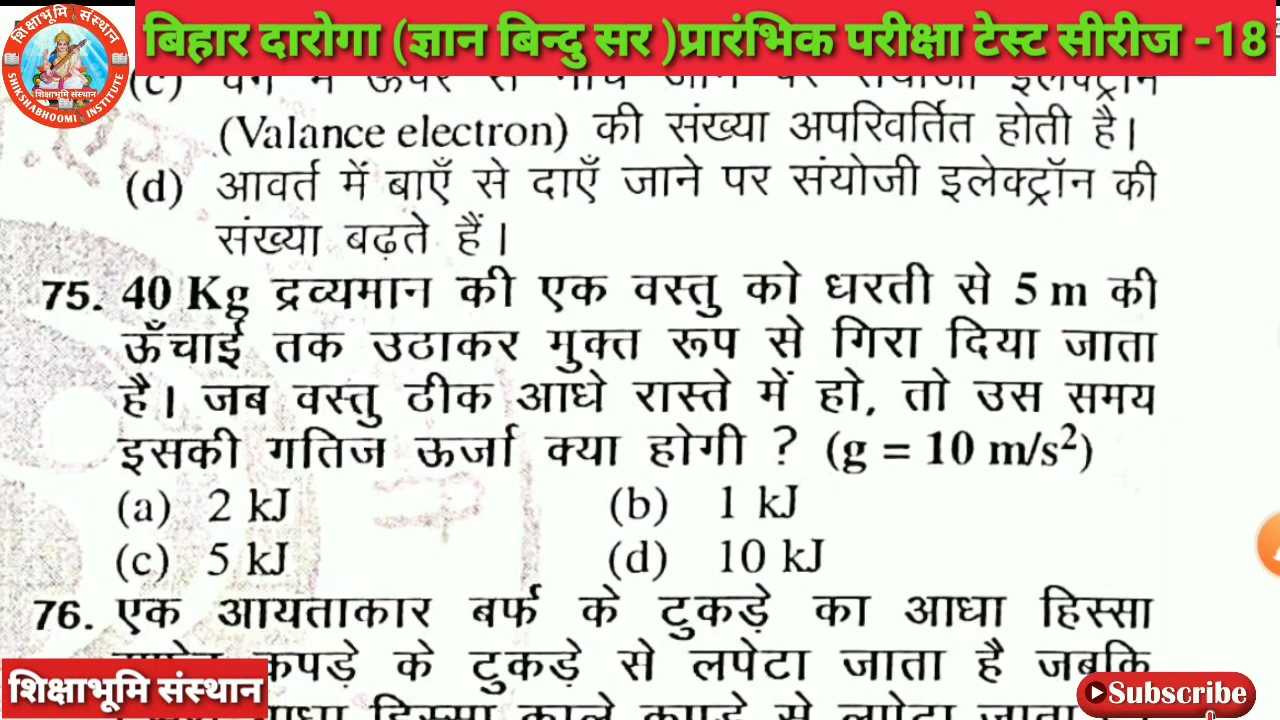 बिहार दारोगा (ज्ञान बिन्दु सर )प्रारंभिक परीक्षा टेस्ट सीरीज -18
शिक्षाभूमि संस्थान
शिक्षाभूमि संस्थान
SHIKSHABHOOMI INSTITUTE
(Valance electron) की संख्या अपरिवर्तित होती है।
(d) आवर्त में बाएँ से दाएँ जाने पर संयोजी इलेक्ट्रॉन की
संख्या बढ़ते हैं।
75. 40 Kg द्रव्यमान की एक वस्तु को धरती से 5 m की
ऊँचाई तक उठाकर मुक्त रूप से गिरा दिया जाता
है। जब वस्तु ठीक आधे रास्ते में हो, तो उस समय
इसकी गतिज ऊर्जा क्या होगी ? (g = 10 m/s²)
(a) 2 kJ (b) 1 kJ
(c) 5 kJ (d) 10 kJ
76. एक आयताकार बर्फ के टुकड़े का आधा हिस्सा
कपड़े के टुकड़े से लपेटा जाता है जबकि
शिक्षाभूमि संस्थान
Subscribe